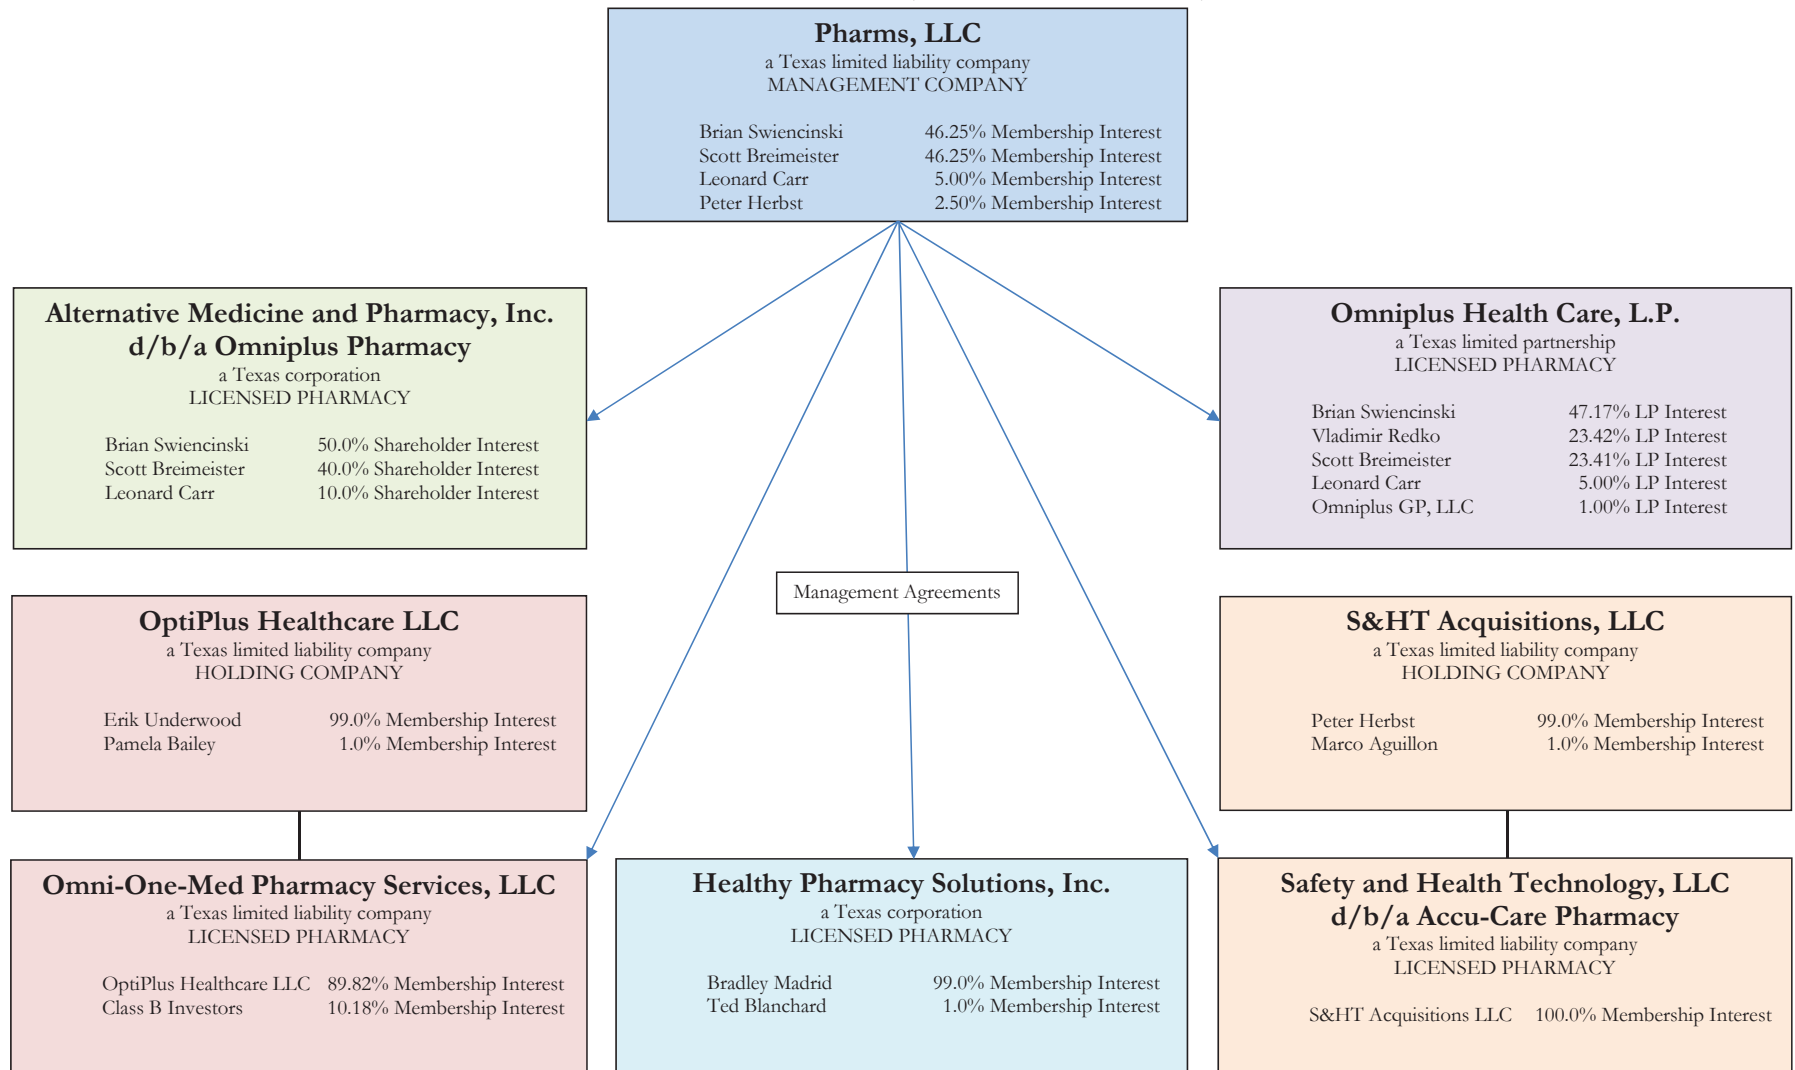 Pharms, LLC
a Texas limited liability company
MANAGEMENT COMPANY
Brian Swiencinski 46.25% Membership Interest
Scott Breimeister 46.25% Membership Interest
Leonard Carr 5.00% Membership Interest
Peter Herbst 2.50% Membership Interest
Alternative Medicine and Pharmacy, Inc.
d/b/a Omniplus Pharmacy
a Texas corporation
LICENSED PHARMACY
Brian Swiencinski 50.0% Shareholder Interest
Scott Breimeister 40.0% Shareholder Interest
Leonard Carr 10.0% Shareholder Interest
Omniplus Health Care, L.P.
a Texas limited partnership
LICENSED PHARMACY
Brian Swiencinski 47.17% LP Interest
Vladimir Redko 23.42% LP Interest
Scott Breimeister 23.41% LP Interest
Leonard Carr 5.00% LP Interest
Omniplus GP, LLC 1.00% LP Interest
Management Agreements
OptiPlus Healthcare LLC
a Texas limited liability company
HOLDING COMPANY
Erik Underwood 99.0% Membership Interest
Pamela Bailey 1.0% Membership Interest
S&HT Acquisitions, LLC
a Texas limited liability company
HOLDING COMPANY
Peter Herbst 99.0% Membership Interest
Marco Aguillon 1.0% Membership Interest
Omni-One-Med Pharmacy Services, LLC
a Texas limited liability company
LICENSED PHARMACY
OptiPlus Healthcare LLC 89.82% Membership Interest
Class B Investors 10.18% Membership Interest
Healthy Pharmacy Solutions, Inc.
a Texas corporation
LICENSED PHARMACY
Bradley Madrid 99.0% Membership Interest
Ted Blanchard 1.0% Membership Interest
Safety and Health Technology, LLC
d/b/a Accu-Care Pharmacy
a Texas limited liability company
LICENSED PHARMACY
S&HT Acquisitions LLC 100.0% Membership Interest